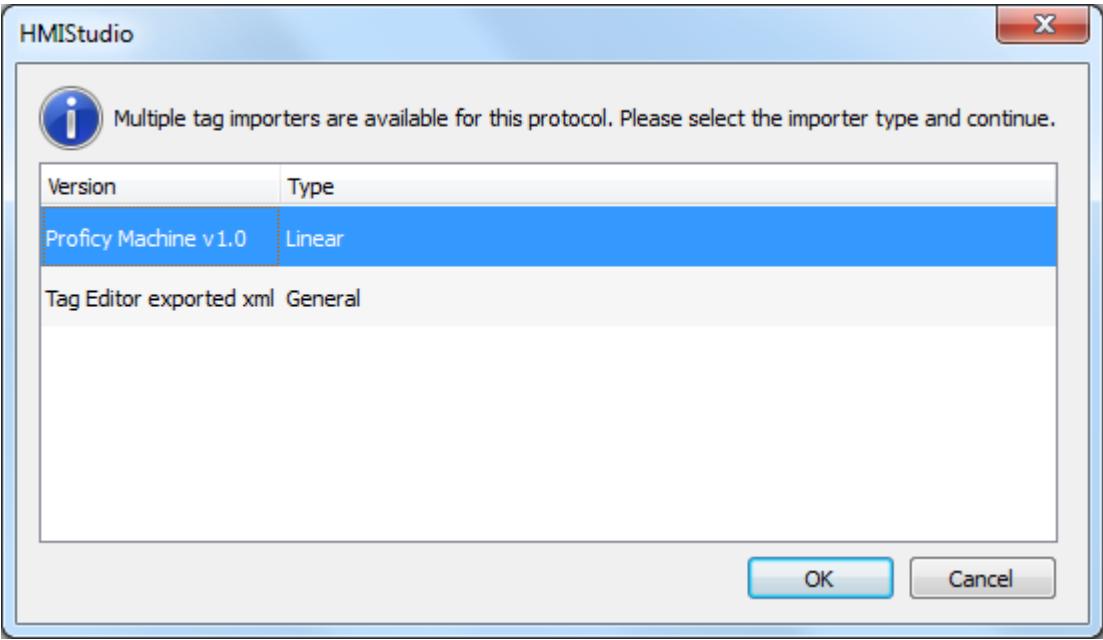 HMIStudio
Multiple tag importers are available for this protocol. Please select the importer type and continue.
Version Type
Proficy Machine v1.0 Linear
Tag Editor exported xml General
OK Cancel